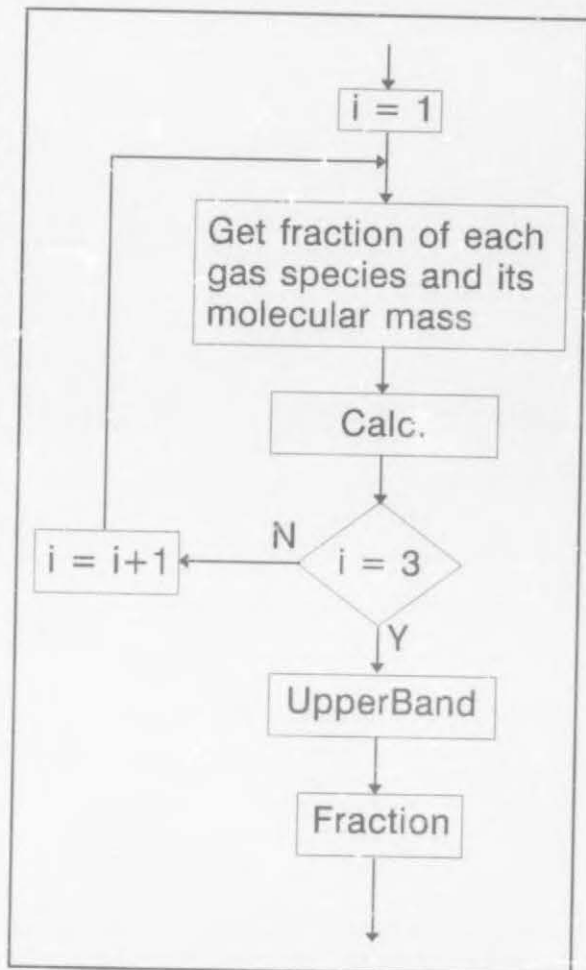 i = 1
Get fraction of each
gas species and its
molecular mass
Calc.
N
i = i+1
i = 3
Y
UpperBand
Fraction